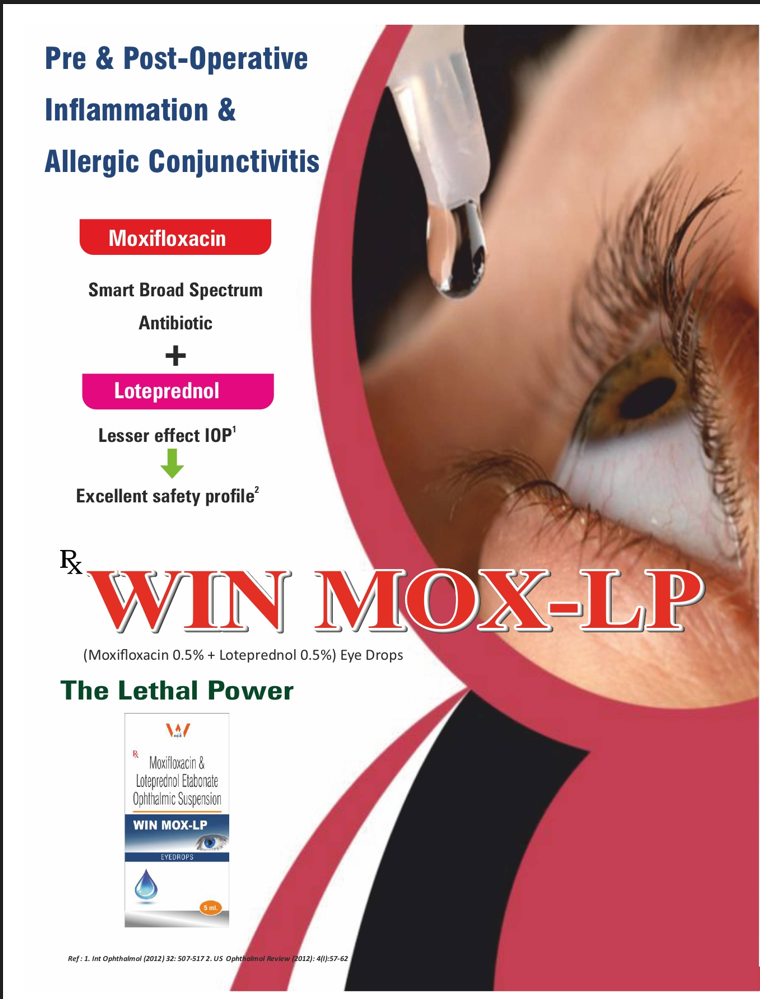 Pre & Post-Operative
Inflammation &
Allergic Conjunctivitis
Moxifloxacin
Smart Broad Spectrum
Antibiotic
+
Loteprednol
Lesser effect IOP¹
Excellent safety profile²
Rx
WIN MOX-LP
(Moxifloxacin 0.5% + Loteprednol 0.5%) Eye Drops
The Lethal Power
Rx
Moxifloxacin &
Loteprednol Etabonate
Ophthalmic Suspension
WIN MOX-LP
EYEDROPS
5 ml.
Ref : 1. Int Ophthalmol (2012) 32: 507-517 2. US Ophthalmol Review (2012): 4(I):57-62